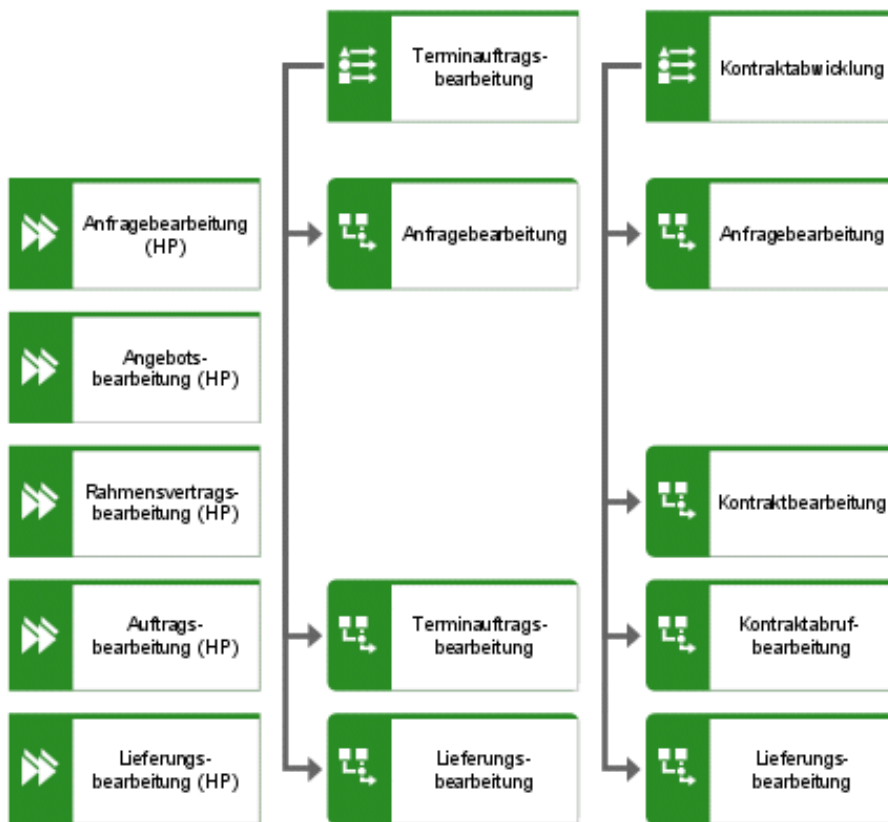 Terminauftrags-
bearbeitung
Kontraktabwicklung
Anfragebearbeitung
(HP)
Anfragebearbeitung
Anfragebearbeitung
Angebots-
bearbeitung (HP)
Rahmensvertrags-
bearbeitung (HP)
Kontraktbearbeitung
Auftrags-
bearbeitung (HP)
Terminauftrags-
bearbeitung
Kontraktabruf-
bearbeitung
Lieferungs-
bearbeitung (HP)
Lieferungs-
bearbeitung
Lieferungs-
bearbeitung